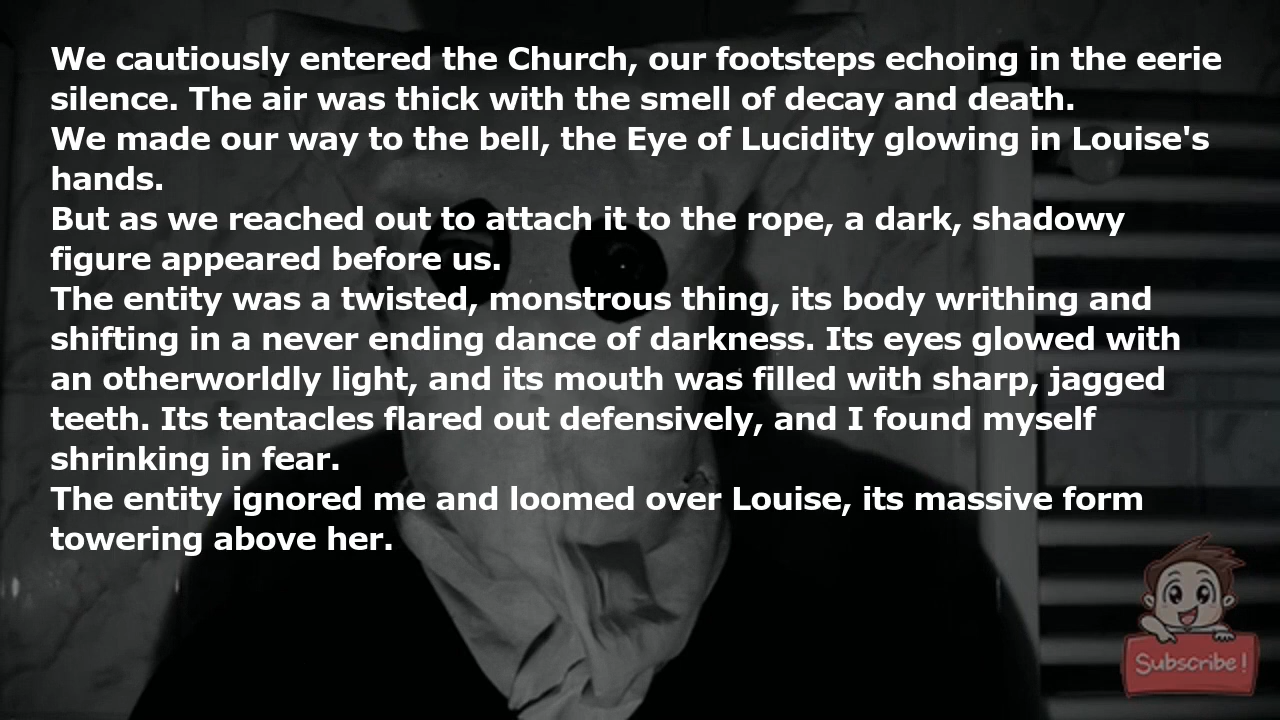 We cautiously entered the Church, our footsteps echoing in the eerie
silence. The air was thick with the smell of decay and death.
We made our way to the bell, the Eye of Lucidity glowing in Louise's
hands.
But as we reached out to attach it to the rope, a dark, shadowy
figure appeared before us.
The entity was a twisted, monstrous thing, its body writhing and
shifting in a never ending dance of darkness. Its eyes glowed with
an otherworldly light, and its mouth was filled with sharp, jagged
teeth. Its tentacles flared out defensively, and I found myself
shrinking in fear.
The entity ignored me and loomed over Louise, its massive form
towering above her.
Subscribe!